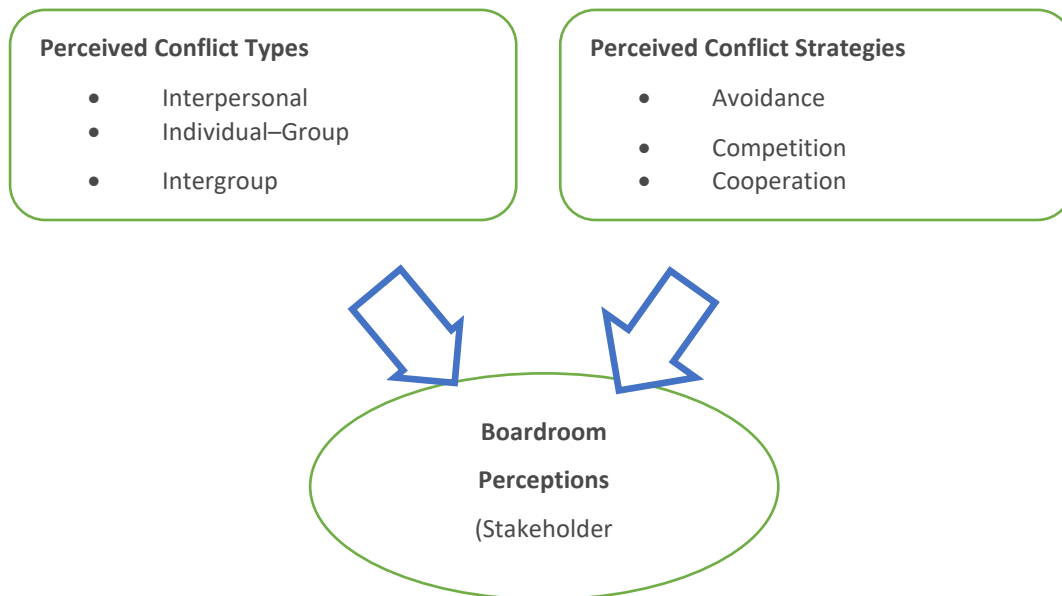 Perceived Conflict Types
• Interpersonal
• Individual–Group
• Intergroup
Perceived Conflict Strategies
• Avoidance
• Competition
• Cooperation
Boardroom
Perceptions
(Stakeholder